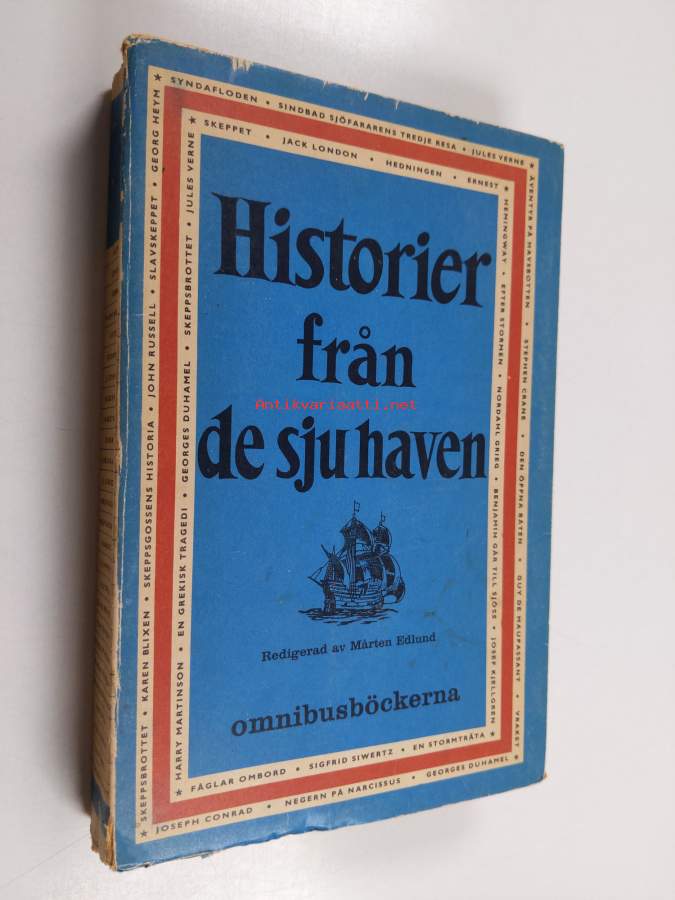 SYNDAFLODEN • SINDBAD SJÖFARARENS TREDJE RESA • JULES VERNE
ÄVENTYR PÅ HAVSBOTTEN • STEPHEN CRANE • DEN ÖPPNA BÅTEN • GUY DE MAUPASSANT • VRAKET
JOSEPH CONRAD • NEGERN PÅ NARCISSUS • GEORGES DUHAMEL
SKEPPSBROTTET • KAREN BLIXEN • SKEPPSGOSSENS HISTORIA • JOHN RUSSELL • SLAVSKEPPET • GEORG HEYM
SKEPPET • JACK LONDON • HEDNINGEN • ERNEST
HEMINGWAY • EFTER STORMEN • NORDAHL GRIEG • BENJAMIN GÅR TILL SJÖSS • JOSEF KJELLGREN
FÅGLAR OMBORD • SIGFRID SIWERTZ • EN STORMTRÄTA
HARRY MARTINSON • EN GREKISK TRAGEDI • GEORGES DUHAMEL • SKEPPSBROTTET • JULES VERNE
Historier
från
Antikvariaatti.net
de sju haven
Redigerad av Mårten Edlund
omnibusböckerna